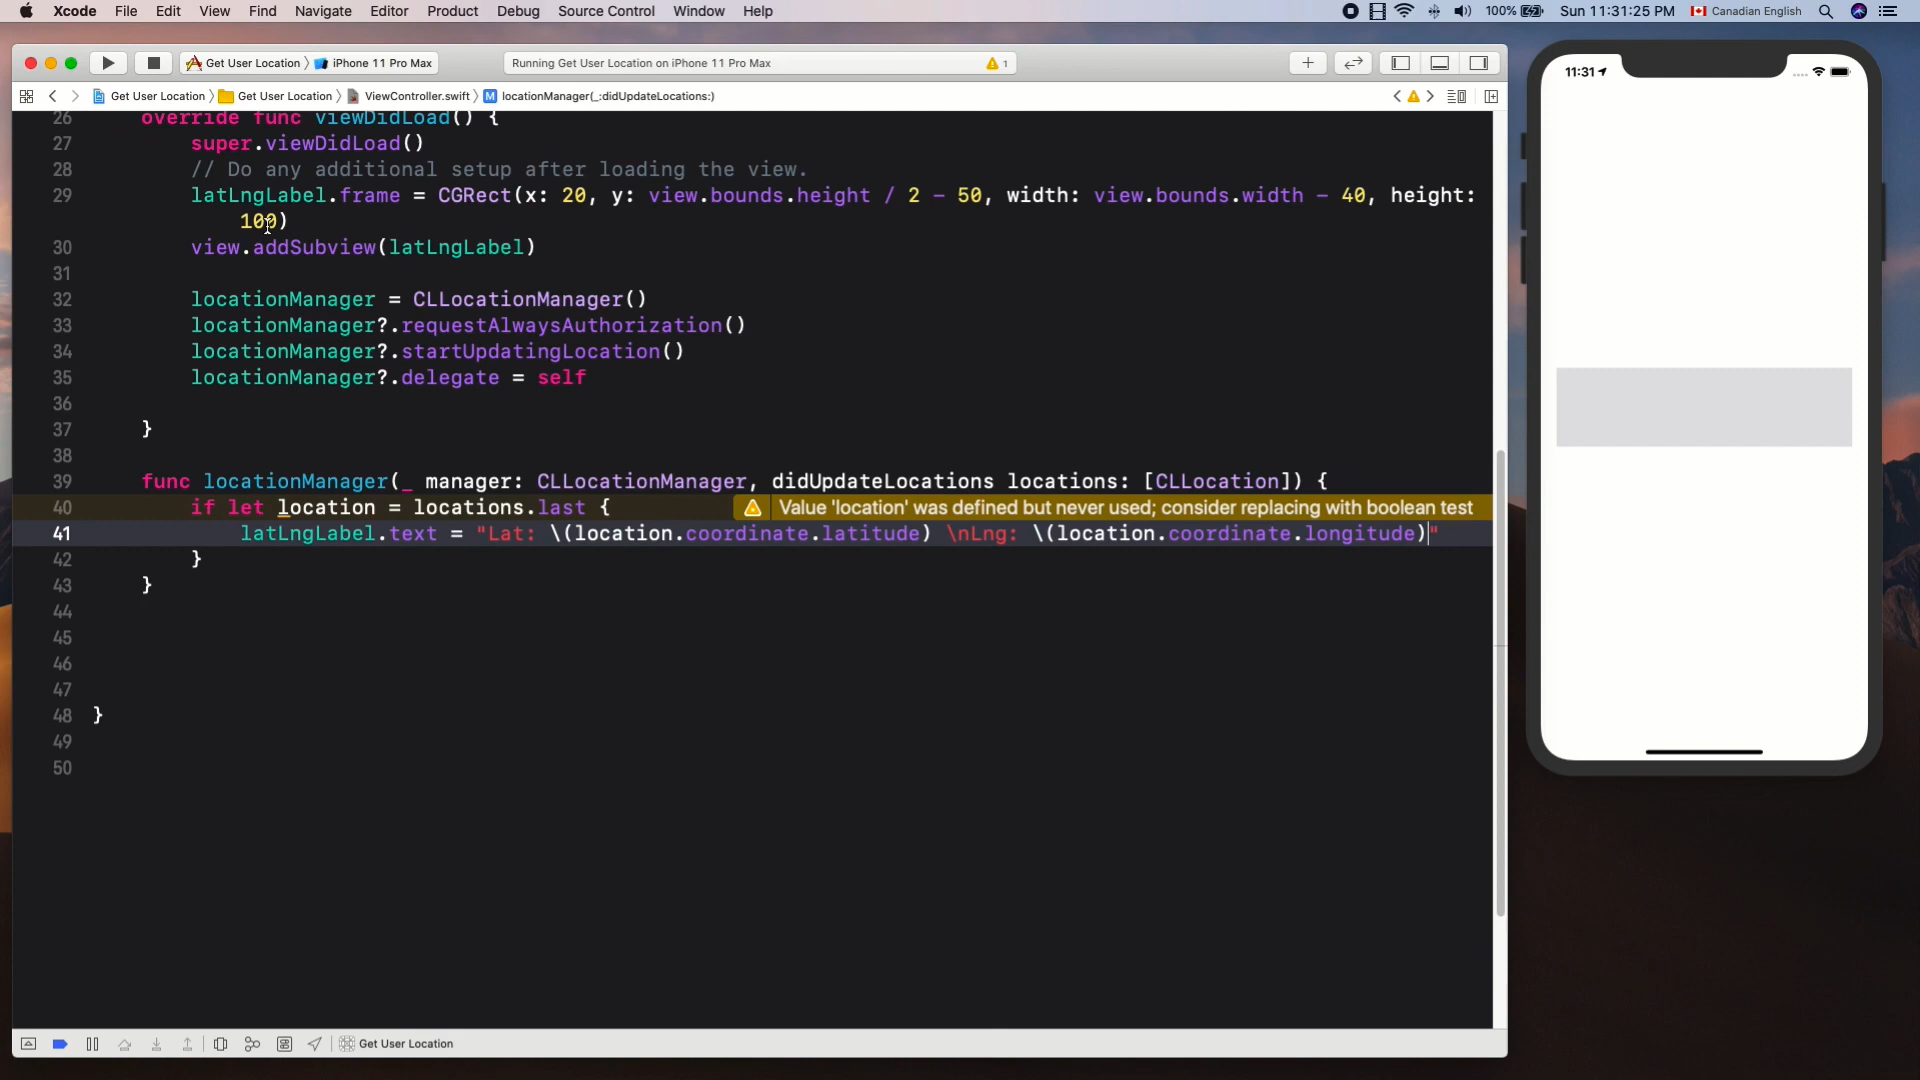 Xcode File Edit View Find Navigate Editor Product Debug Source Control Window Help 100% Sun 11:31:25 PM Canadian English
Get User Location 〉 iPhone 11 Pro Max Running Get User Location on iPhone 11 Pro Max 1
Get User Location 〉 Get User Location 〉 ViewController.swift 〉 M locationManager(_:didUpdateLocations:)
26 override func viewDidLoad() {
27 super.viewDidLoad()
28 // Do any additional setup after loading the view.
29 latLngLabel.frame = CGRect(x: 20, y: view.bounds.height / 2 - 50, width: view.bounds.width - 40, height:
100)
30 view.addSubview(latLngLabel)
31
32 locationManager = CLLocationManager()
33 locationManager?.requestAlwaysAuthorization()
34 locationManager?.startUpdatingLocation()
35 locationManager?.delegate = self
36
37 }
38
39 func locationManager(_ manager: CLLocationManager, didUpdateLocations locations: [CLLocation]) {
40 if let location = locations.last { Value 'location' was defined but never used; consider replacing with boolean test
41 latLngLabel.text = "Lat: \(location.coordinate.latitude) \nLng: \(location.coordinate.longitude)"
42 }
43 }
44
45
46
47
48 }
49
50
Get User Location
11:31